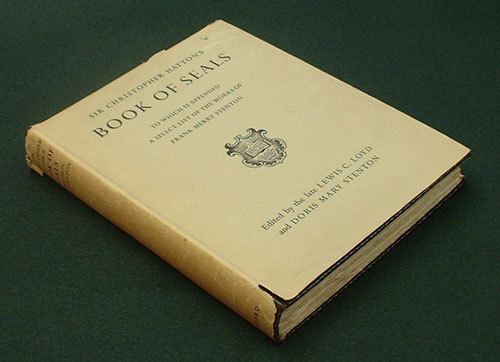 SIR CHRISTOPHER HATTON'S
BOOK OF SEALS
TO WHICH IS APPENDED
A SELECT LIST OF THE WORKS OF
FRANK MERRY STENTON
Edited by the late LEWIS C. LOYD
and DORIS MARY STENTON